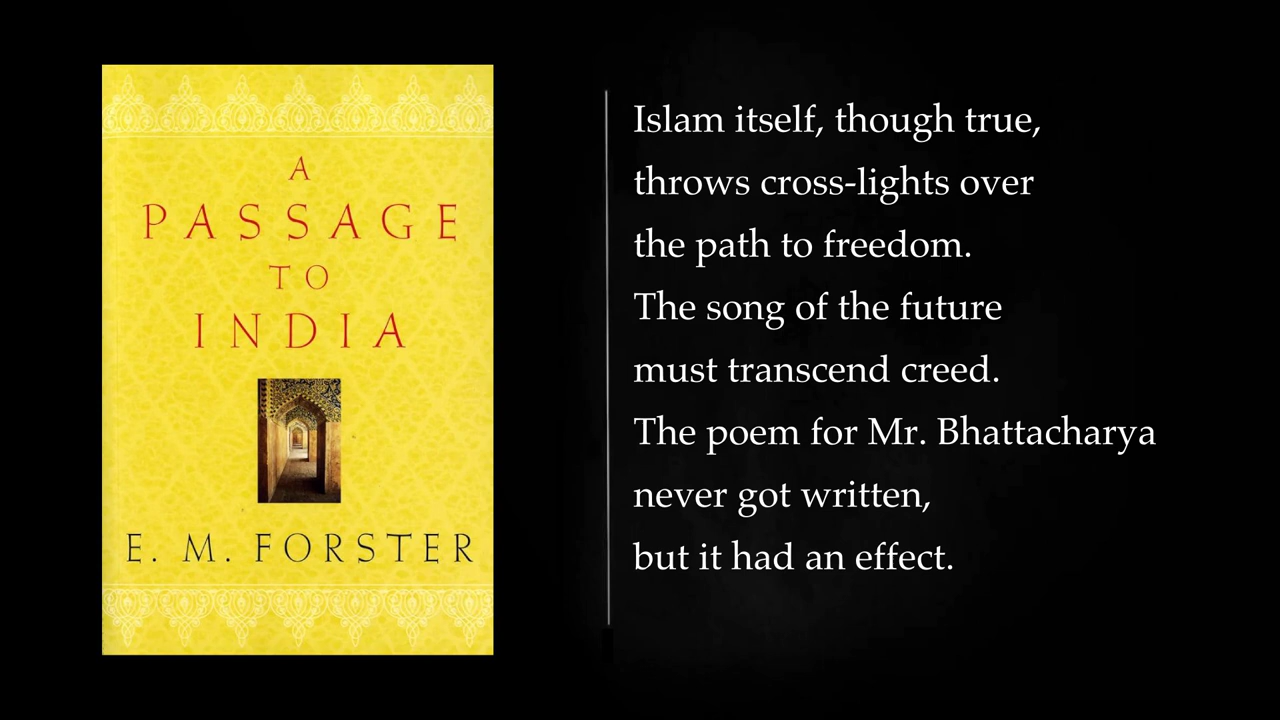 A
PASSAGE
TO
INDIA
E. M. FORSTER
Islam itself, though true,
throws cross-lights over
the path to freedom.
The song of the future
must transcend creed.
The poem for Mr. Bhattacharya
never got written,
but it had an effect.